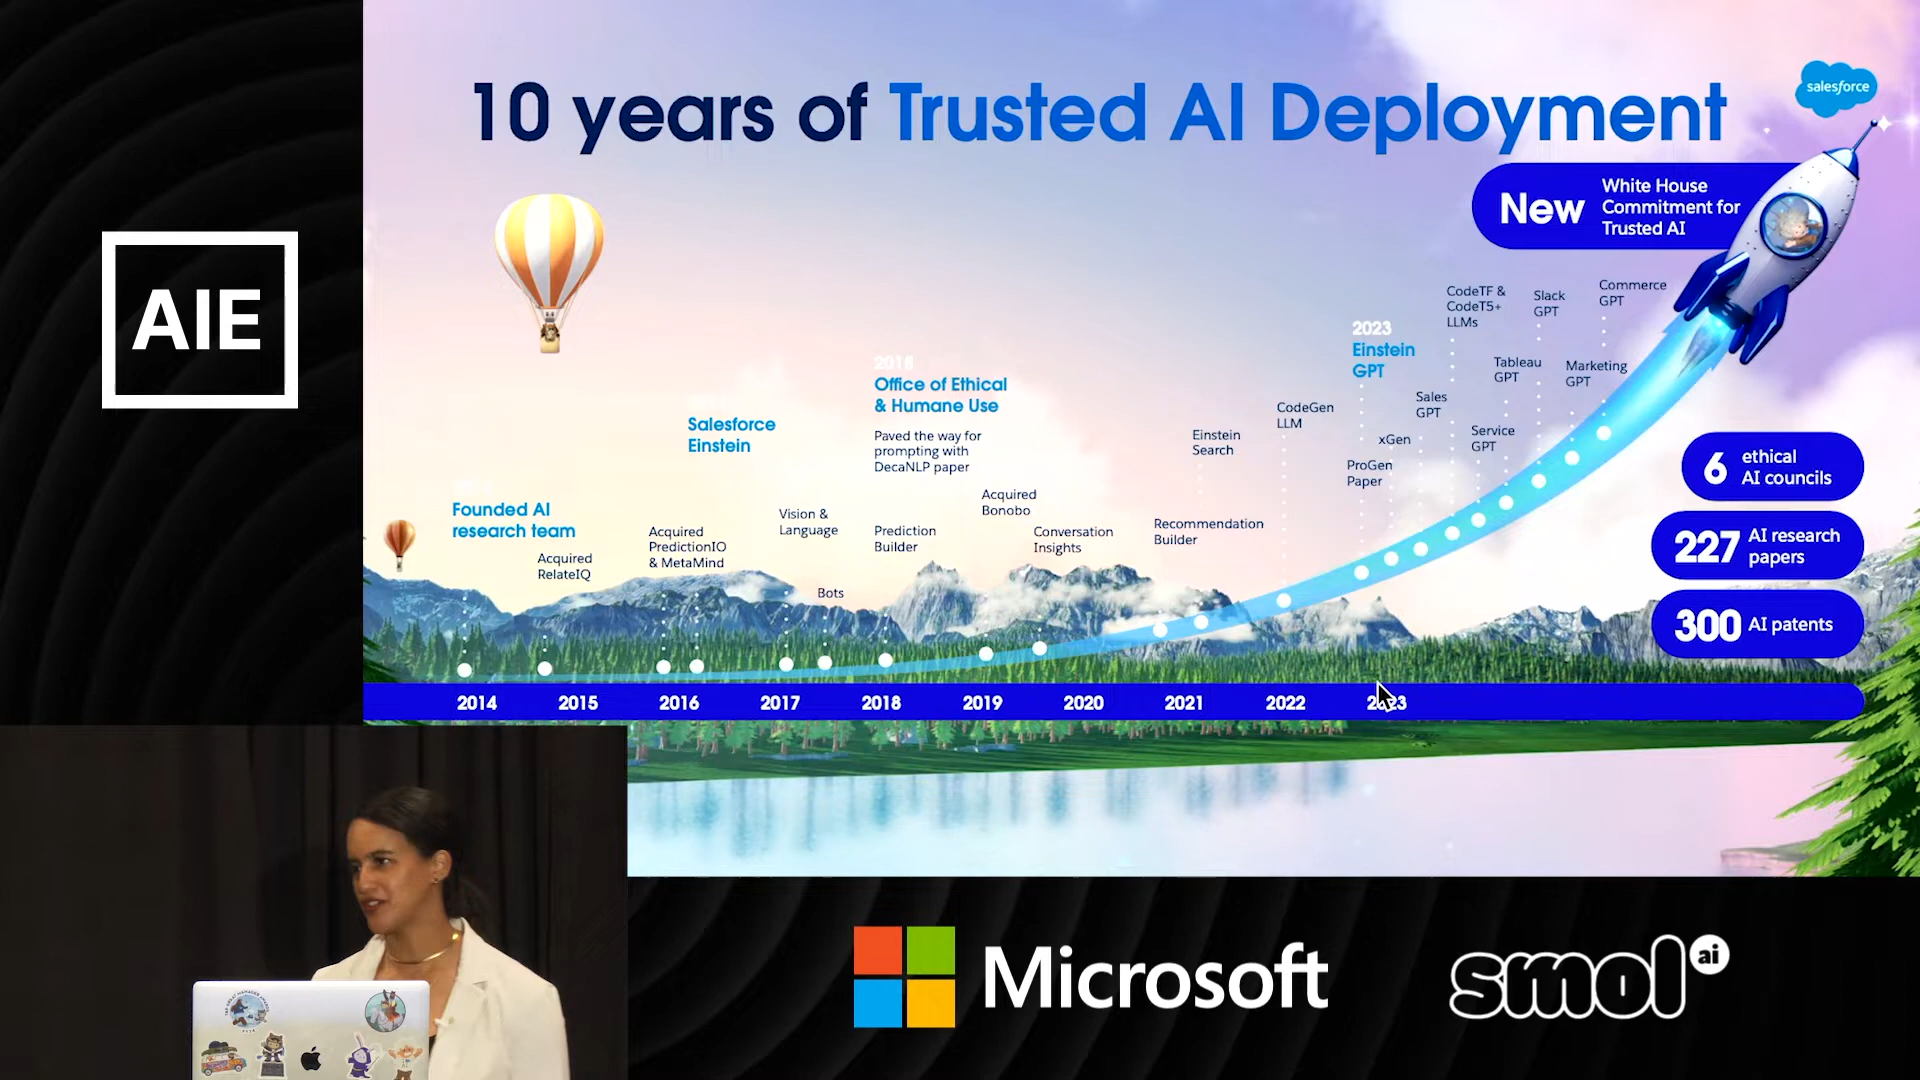 10 years of Trusted AI Deployment
salesforce
New
White House
Commitment for
Trusted AI
AIE
CodeTF &
CodeT5+
LLMs
Slack
GPT
Commerce
GPT
2023
Einstein
GPT
Tableau
GPT
Marketing
GPT
2018
Office of Ethical
& Humane Use
Paved the way for
prompting with
DecaNLP paper
Salesforce
Einstein
Sales
GPT
CodeGen
LLM
xGen
Service
GPT
Einstein
Search
ProGen
Paper
6 ethical
AI councils
Founded AI
research team
Acquired
RelateIQ
Acquired
PredictionIO
& MetaMind
Vision &
Language
Bots
Prediction
Builder
Acquired
Bonobo
Conversation
Insights
Recommendation
Builder
227 AI research
papers
300 AI patents
2014 2015 2016 2017 2018 2019 2020 2021 2022 2023
Microsoft
smol ai